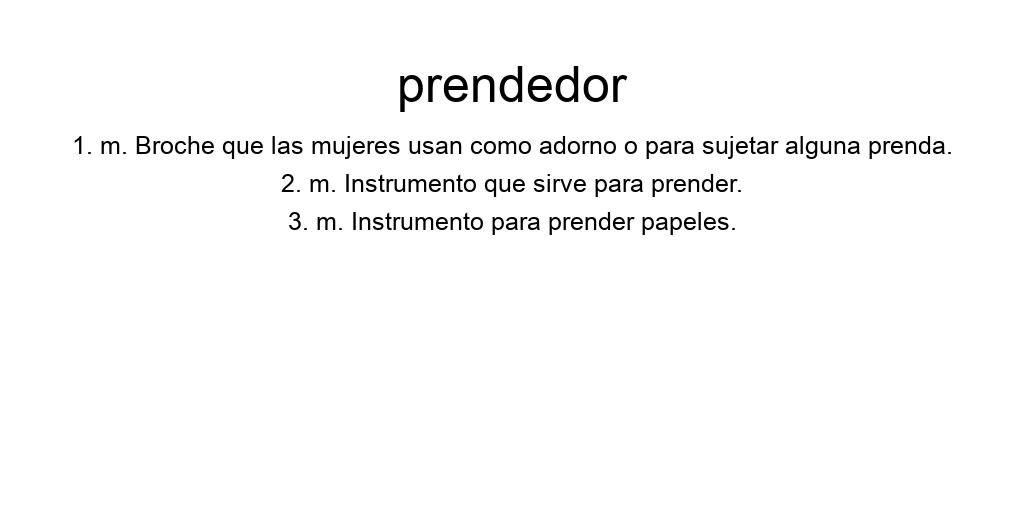 prendedor
1. m. Broche que las mujeres usan como adorno o para sujetar alguna prenda.
2. m. Instrumento que sirve para prender.
3. m. Instrumento para prender papeles.